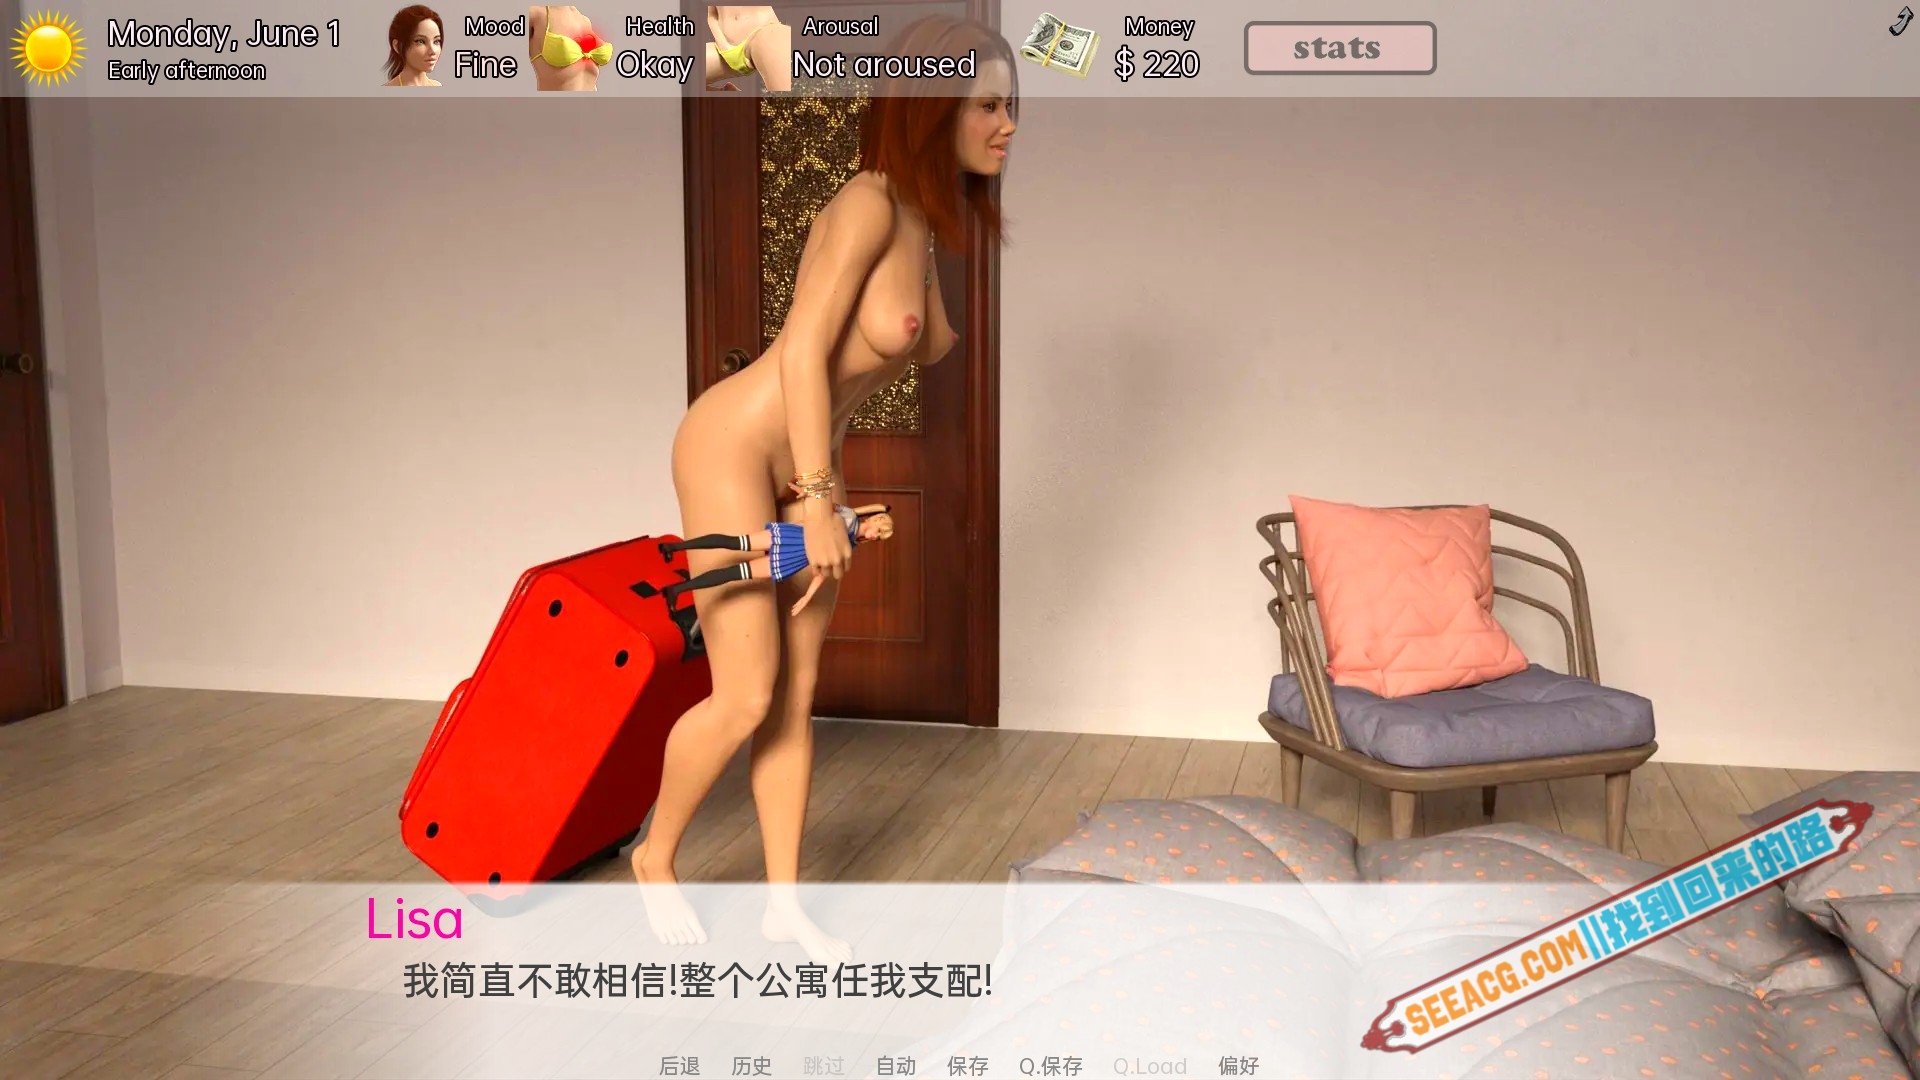 Monday, June 1
Early afternoon
Mood
Fine
Health
Okay
Arousal
Not aroused
Money
$ 220
stats
Lisa
我简直不敢相信!整个公寓任我支配!
SEEACG.COM||找到回来的路
后退 历史 跳过 自动 保存 Q.保存 Q.Load 偏好